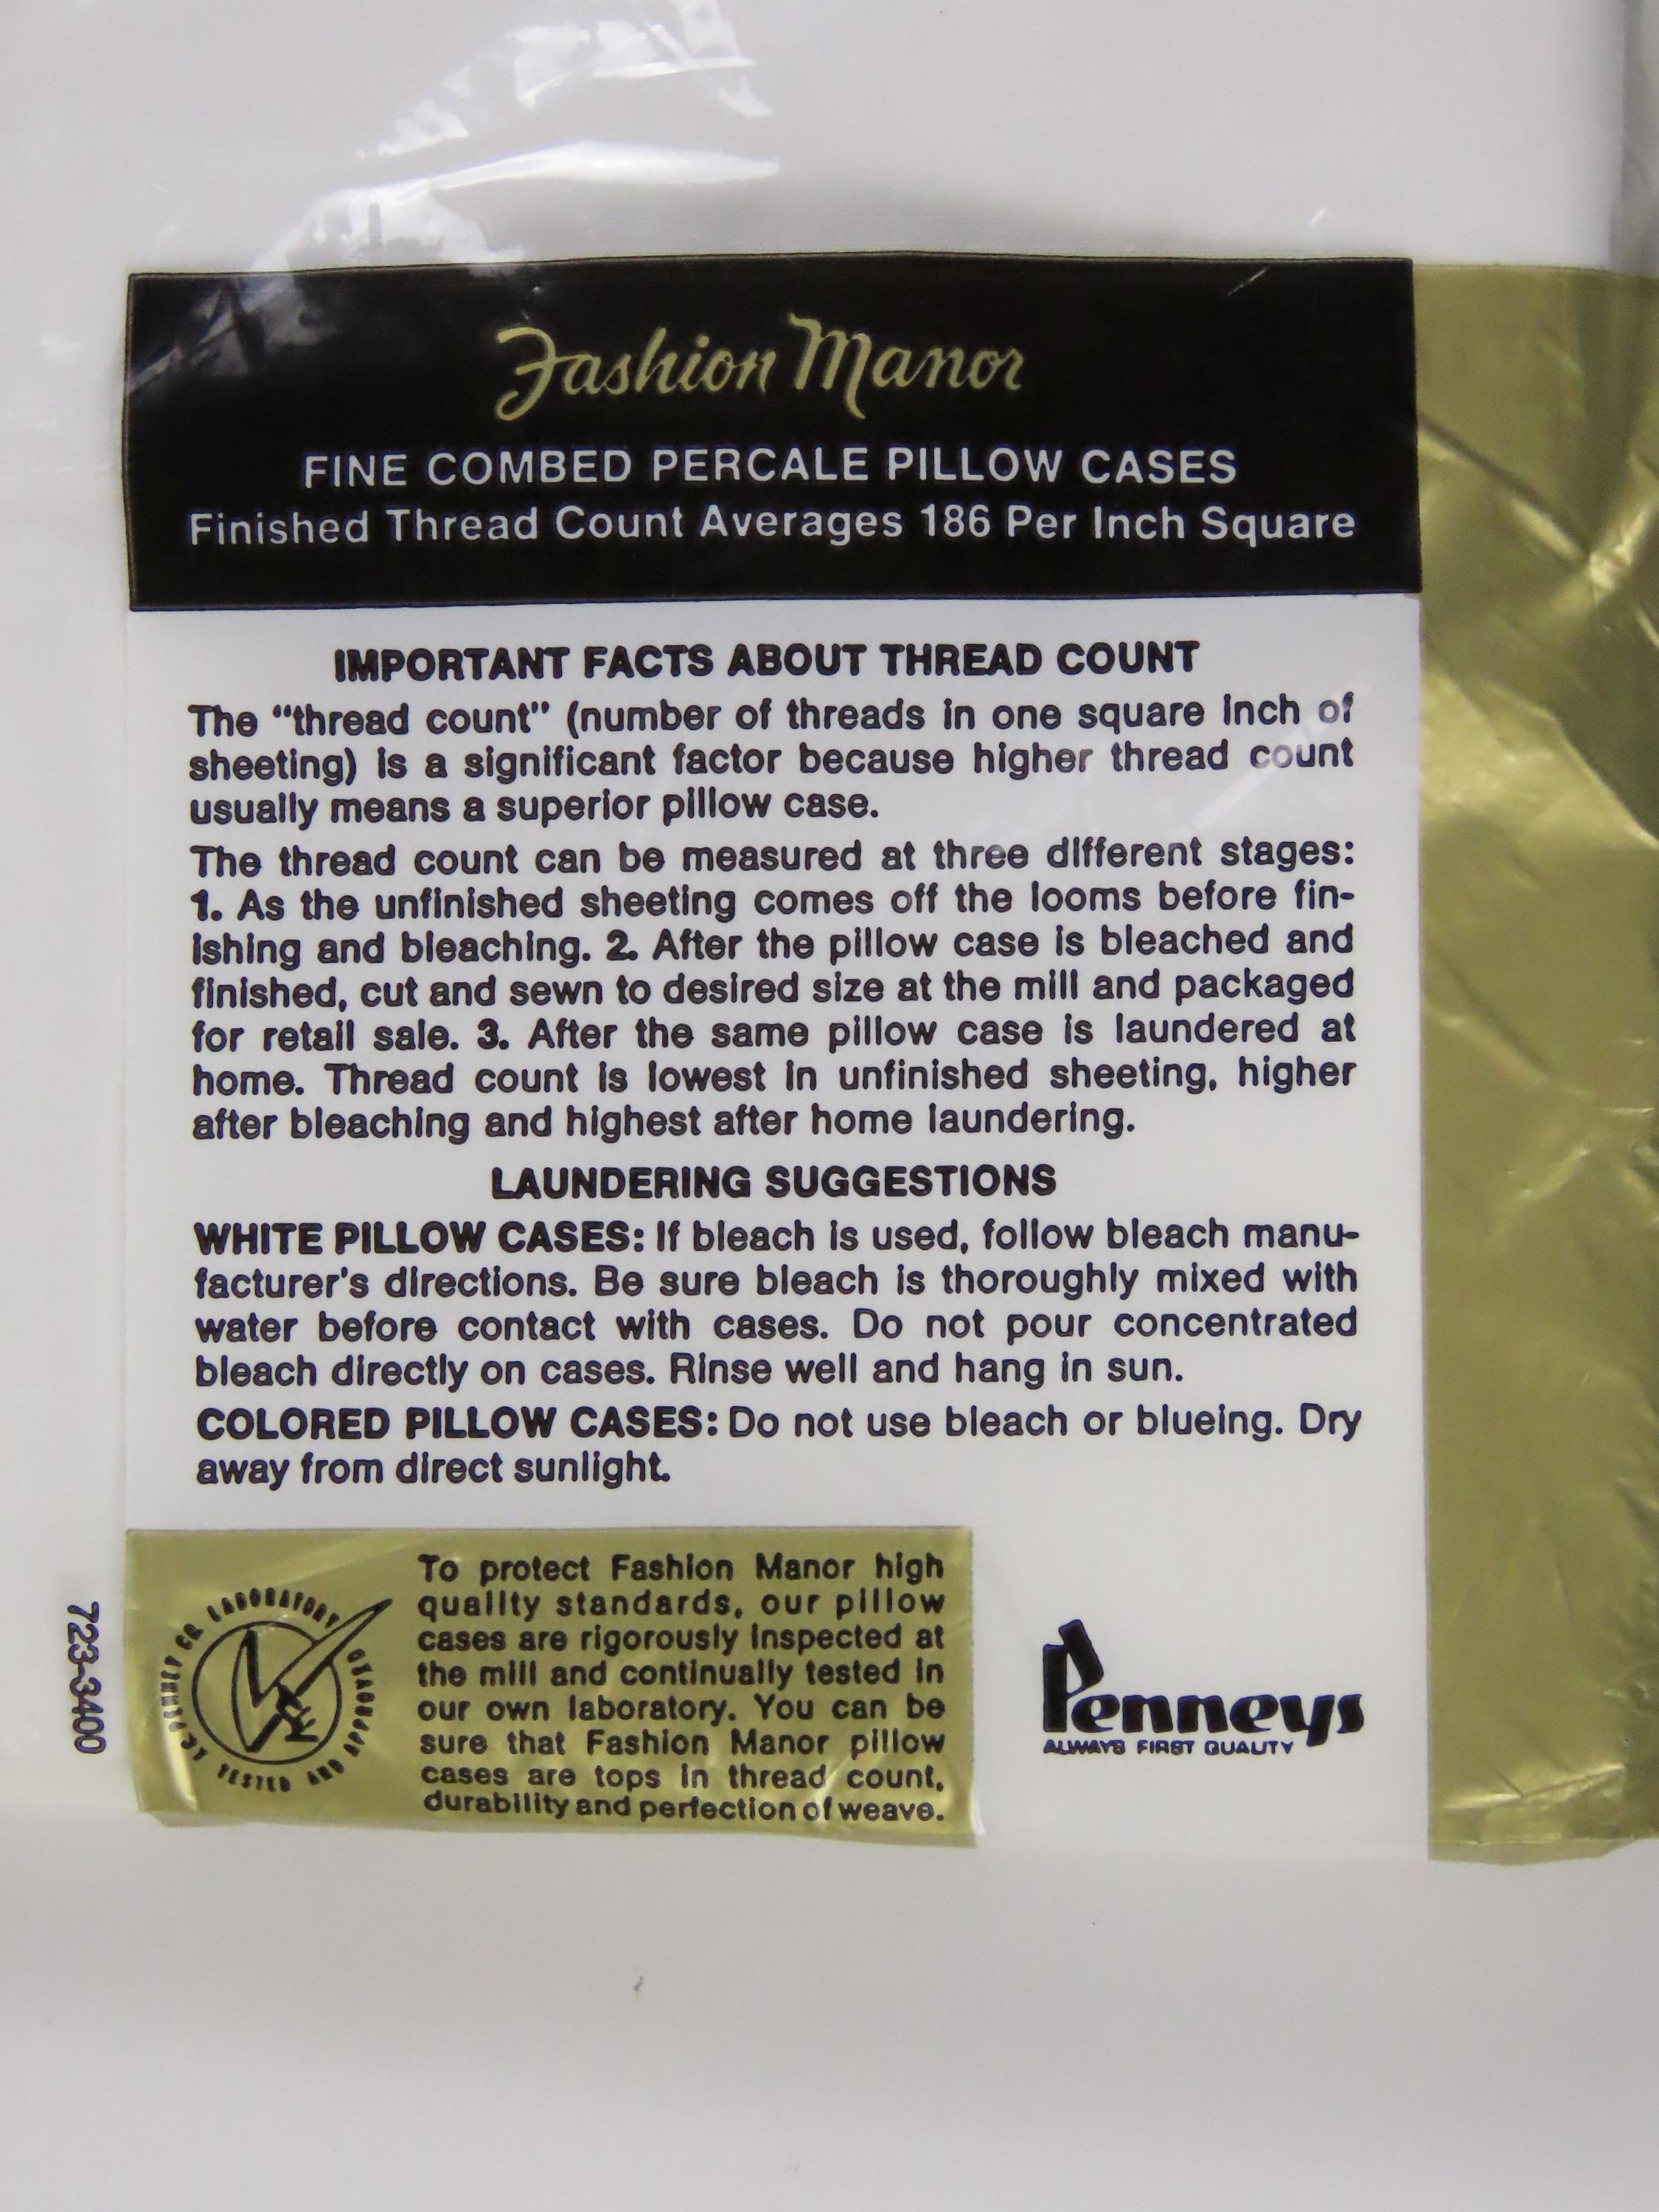 Fashion Manor
FINE COMBED PERCALE PILLOW CASES
Finished Thread Count Averages 186 Per Inch Square
IMPORTANT FACTS ABOUT THREAD COUNT
The "thread count" (number of threads in one square inch of
sheeting) is a significant factor because higher thread count
usually means a superior pillow case.
The thread count can be measured at three different stages:
1. As the unfinished sheeting comes off the looms before fin-
ishing and bleaching. 2. After the pillow case is bleached and
finished, cut and sewn to desired size at the mill and packaged
for retail sale. 3. After the same pillow case is laundered at
home. Thread count is lowest in unfinished sheeting, higher
after bleaching and highest after home laundering.
LAUNDERING SUGGESTIONS
WHITE PILLOW CASES: If bleach is used, follow bleach manu-
facturer's directions. Be sure bleach is thoroughly mixed with
water before contact with cases. Do not pour concentrated
bleach directly on cases. Rinse well and hang in sun.
COLORED PILLOW CASES: Do not use bleach or blueing. Dry
away from direct sunlight.
To protect Fashion Manor high
quality standards, our pillow
cases are rigorously inspected at
the mill and continually tested in
our own laboratory. You can be
sure that Fashion Manor pillow
cases are tops in thread count,
durability and perfection of weave.
J.C. PENNEY CO. LABORATORY
TESTED AND
Penneys
ALWAYS FIRST QUALITY
723-3400